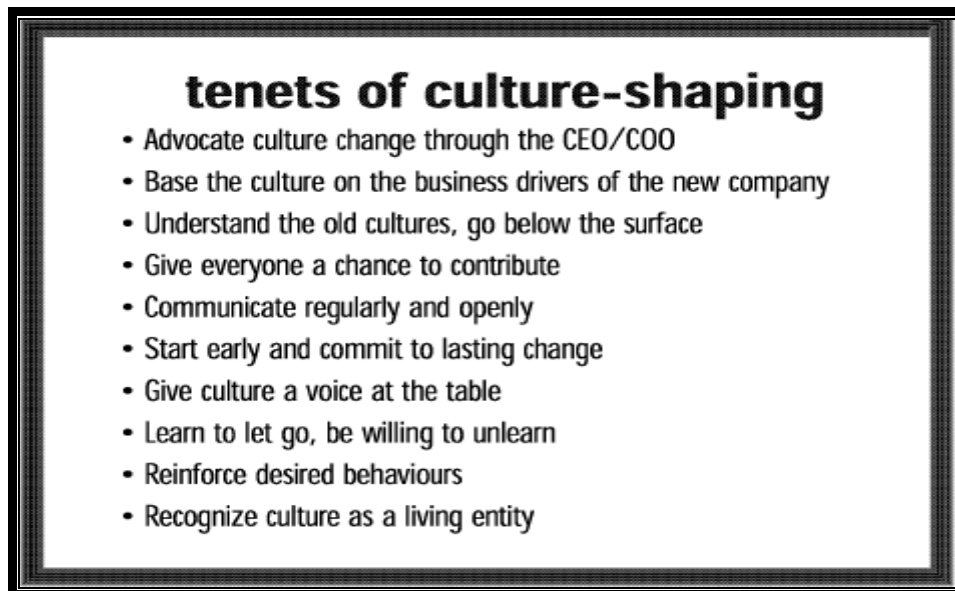 tenets of culture-shaping
• Advocate culture change through the CEO/COO
• Base the culture on the business drivers of the new company
• Understand the old cultures, go below the surface
• Give everyone a chance to contribute
• Communicate regularly and openly
• Start early and commit to lasting change
• Give culture a voice at the table
• Learn to let go, be willing to unlearn
• Reinforce desired behaviours
• Recognize culture as a living entity